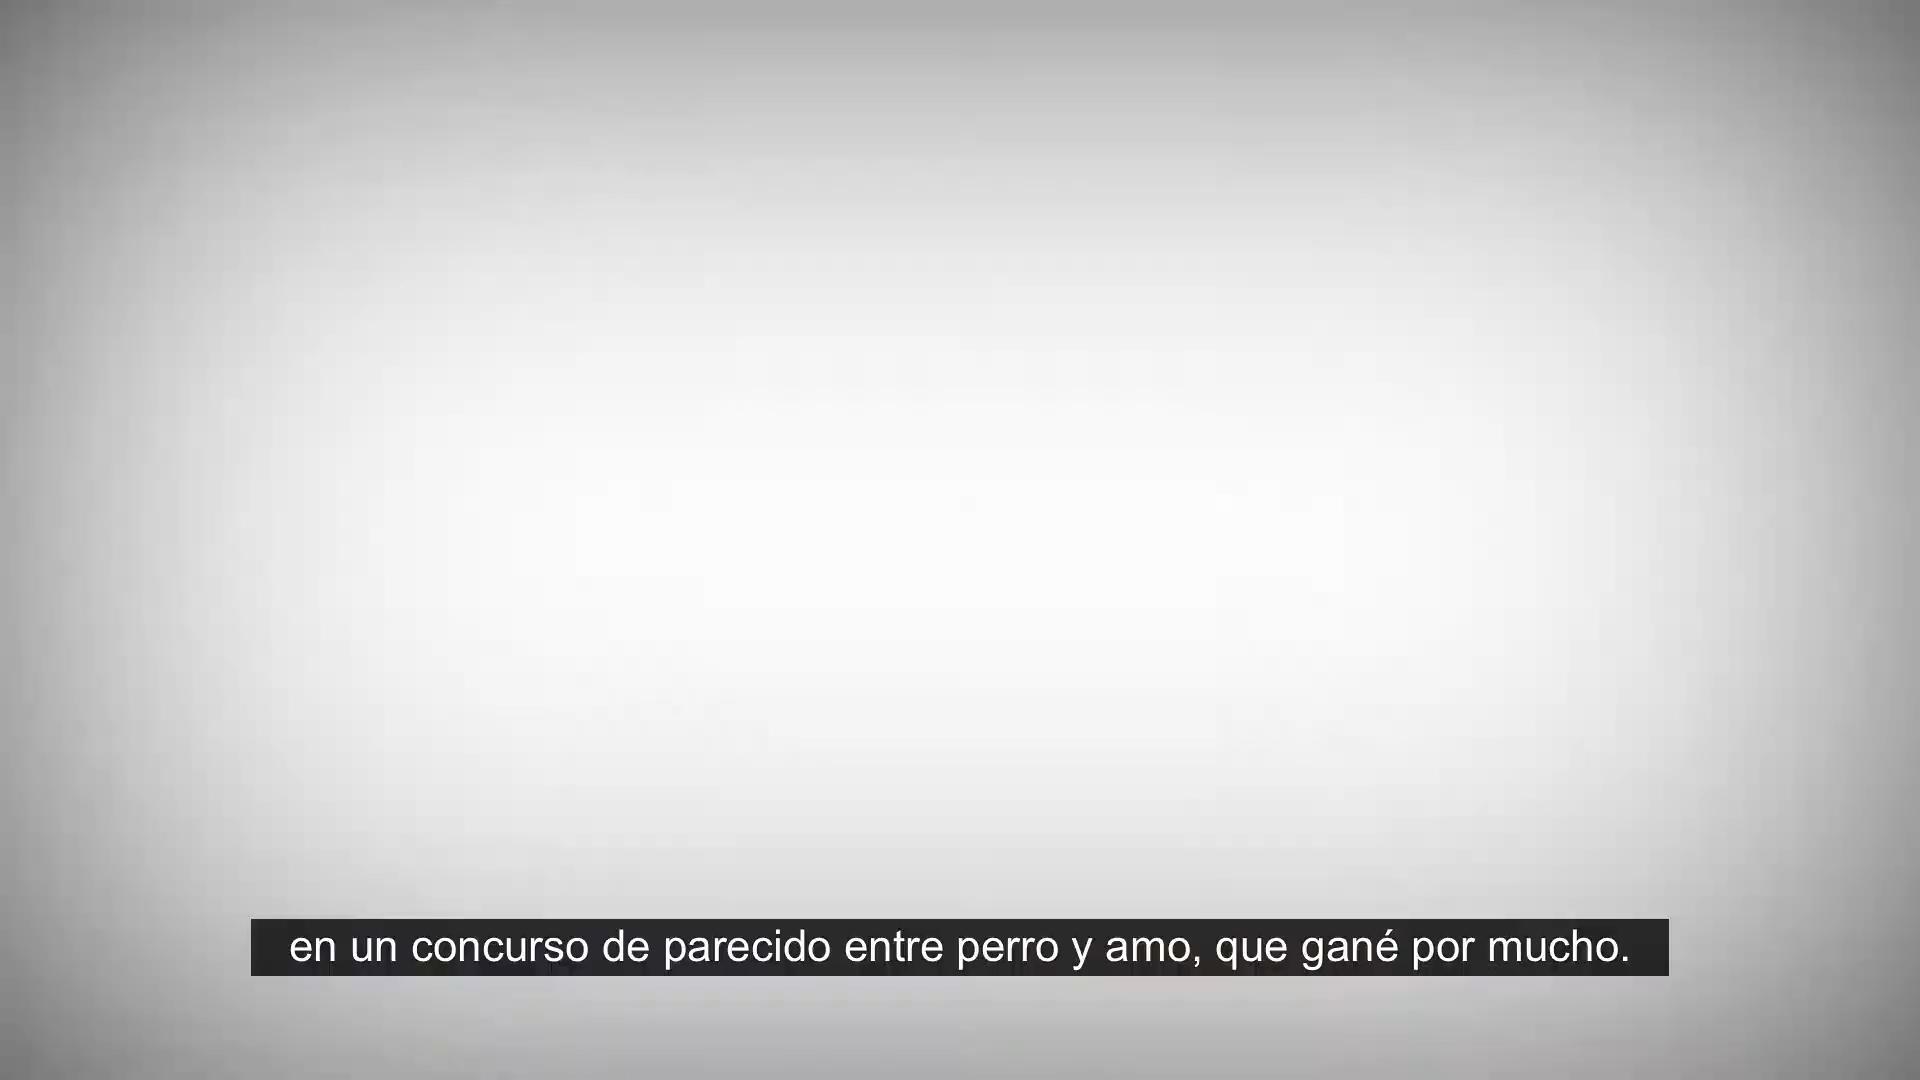 en un concurso de parecido entre perro y amo, que gané por mucho.